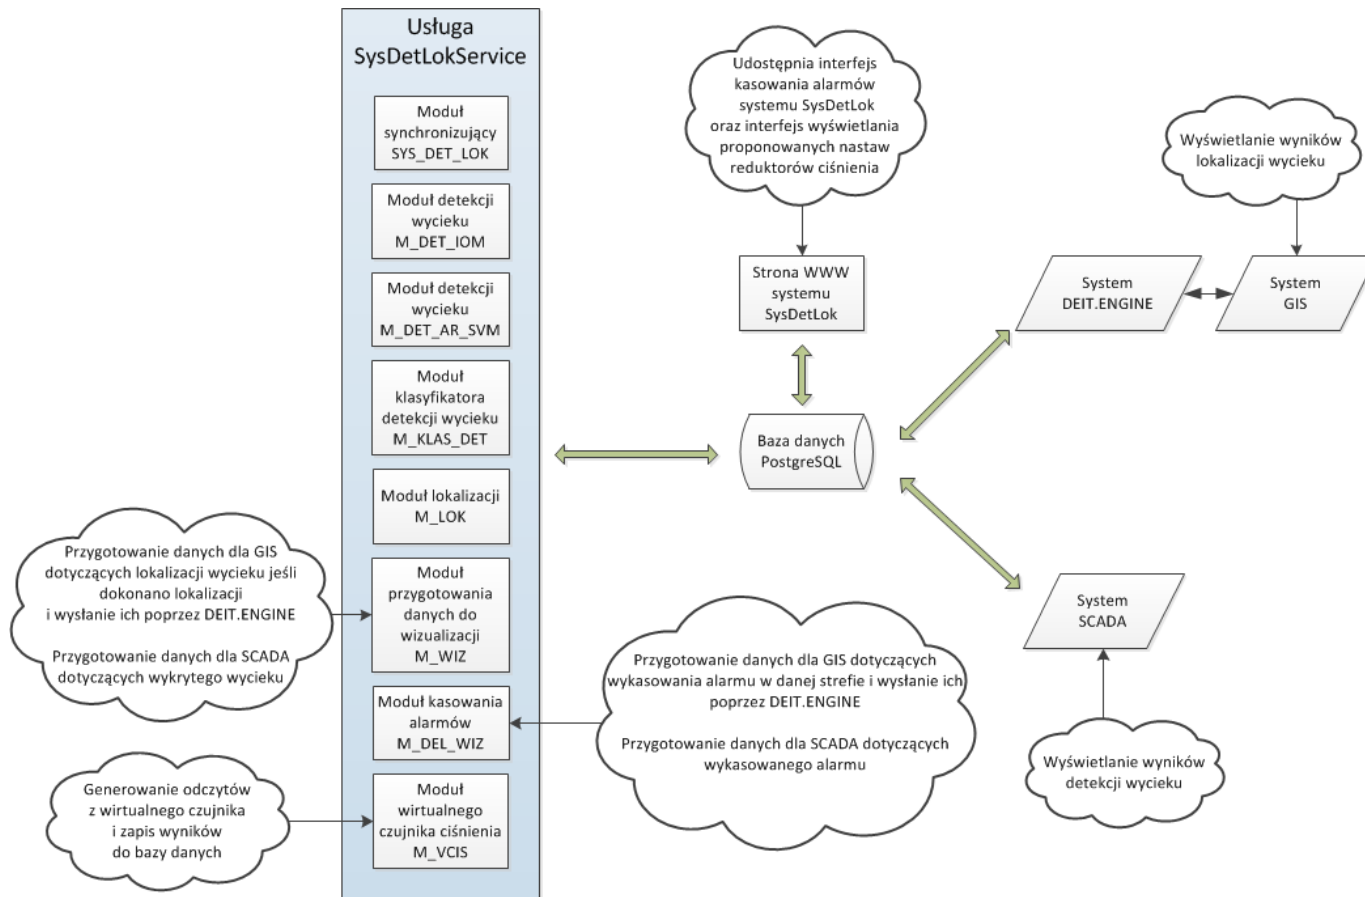 Usługa
SysDetLokService
Moduł
synchronizujący
SYS_DET_LOK
Moduł detekcji
wycieku
M_DET_IOM
Moduł detekcji
wycieku
M_DET_AR_SVM
Moduł
klasyfikatora
detekcji wycieku
M_KLAS_DET
Moduł lokalizacji
M_LOK
Moduł
przygotowania
danych do
wizualizacji
M_WIZ
Moduł kasowania
alarmów
M_DEL_WIZ
Moduł
wirtualnego
czujnika ciśnienia
M_VCIS
Przygotowanie danych dla GIS
dotyczących lokalizacji wycieku jeśli
dokonano lokalizacji
i wysłanie ich poprzez DEIT.ENGINE
Przygotowanie danych dla SCADA
dotyczących wykrytego wycieku
Generowanie odczytów
z wirtualnego czujnika
i zapis wyników
do bazy danych
Udostępnia interfejs
kasowania alarmów
systemu SysDetLok
oraz interfejs wyświetlania
proponowanych nastaw
reduktorów ciśnienia
Strona WWW
systemu
SysDetLok
Baza danych
PostgreSQL
Przygotowanie danych dla GIS dotyczących
wykasowania alarmu w danej strefie i wysłanie ich
poprzez DEIT.ENGINE
Przygotowanie danych dla SCADA dotyczących
wykasowanego alarmu
Wyświetlanie wyników
lokalizacji wycieku
System
DEIT.ENGINE
System
GIS
System
SCADA
Wyświetlanie wyników
detekcji wycieku